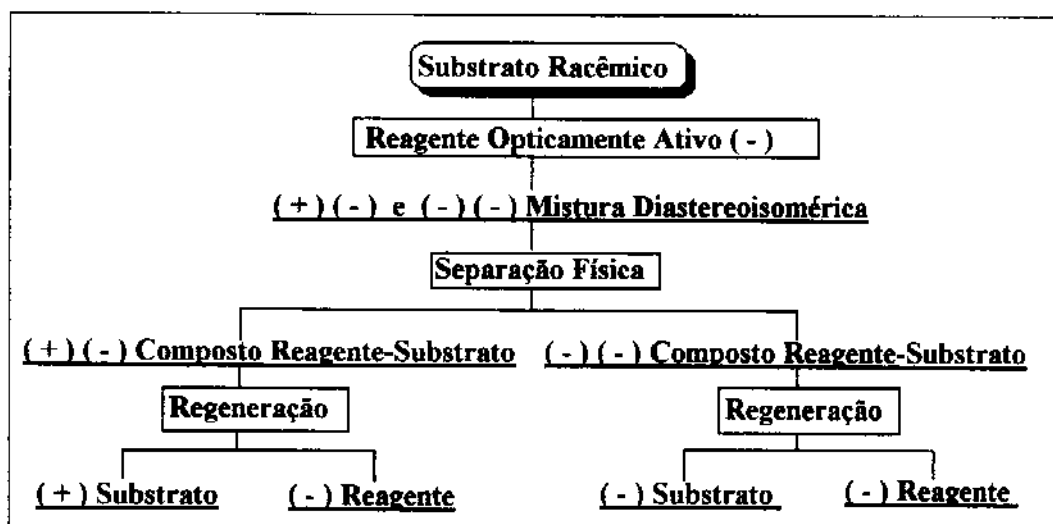 Substrato Racêmico
Reagente Opticamente Ativo ( - )
( + ) ( - ) e ( - ) ( - ) Mistura Diastereoisomérica
Separação Física
( + ) ( - ) Composto Reagente-Substrato
( - ) ( - ) Composto Reagente-Substrato
Regeneração
Regeneração
( + ) Substrato
( - ) Reagente
( - ) Substrato
( - ) Reagente